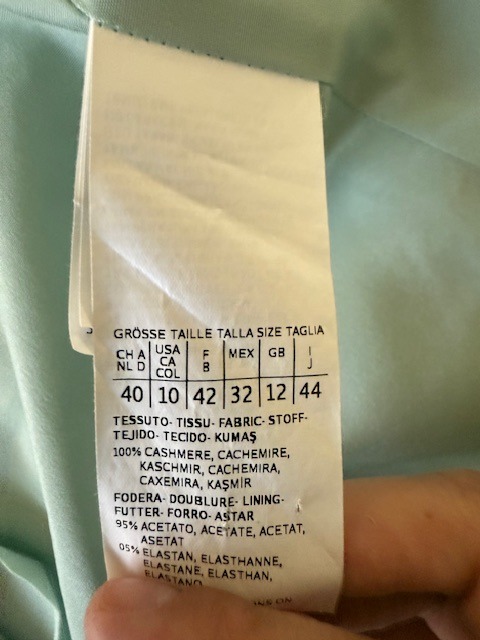 GRÖSSE TAILLE TALLA SIZE TAGLIA
CH A NL D | USA CA COL | F B | MEX | GB | I J
40 | 10 | 42 | 32 | 12 | 44
TESSUTO- TISSU- FABRIC- STOFF-
TEJIDO- TECIDO- KUMAŞ
100% CASHMERE, CACHEMIRE,
KASCHMIR, CACHEMIRA,
CAXEMIRA, KAŞMİR
FODERA- DOUBLURE- LINING-
FUTTER- FORRO- ASTAR
95% ACETATO, ACETATE, ACETAT,
ASETAT
05% ELASTAN, ELASTHANNE,
ELASTANE, ELASTHAN,
ELASTANO